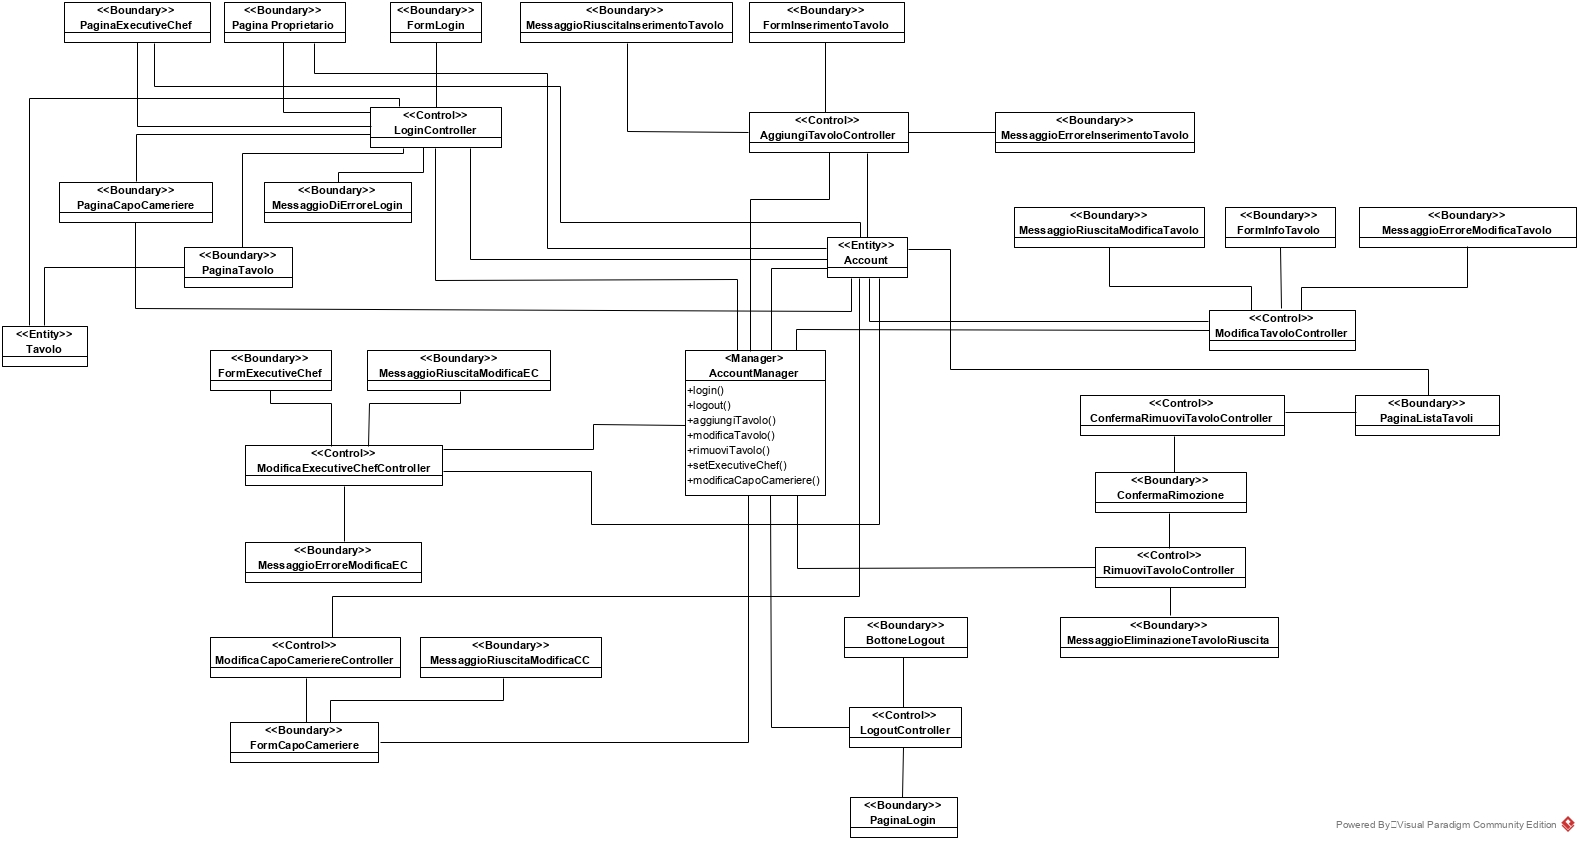 <<Boundary>>
PaginaExecutiveChef
<<Boundary>>
Pagina Proprietario
<<Boundary>>
FormLogin
<<Boundary>>
MessaggioRiuscitaInserimentoTavolo
<<Boundary>>
FormInserimentoTavolo
<<Control>>
LoginController
<<Control>>
AggiungiTavoloController
<<Boundary>>
MessaggioErroreInserimentoTavolo
<<Boundary>>
PaginaCapoCameriere
<<Boundary>>
MessaggioDiErroreLogin
<<Boundary>>
MessaggioRiuscitaModificaTavolo
<<Boundary>>
FormInfoTavolo
<<Boundary>>
MessaggioErroreModificaTavolo
<<Boundary>>
PaginaTavolo
<<Entity>>
Account
<<Entity>>
Tavolo
<<Control>>
ModificaTavoloController
<<Boundary>>
FormExecutiveChef
<<Boundary>>
MessaggioRiuscitaModificaEC
<Manager>
AccountManager
+login()
+logout()
+aggiungiTavolo()
+modificaTavolo()
+rimuoviTavolo()
+setExecutiveChef()
+modificaCapoCameriere()
<<Control>>
ConfermaRimuoviTavoloController
<<Boundary>>
PaginaListaTavoli
<<Control>>
ModificaExecutiveChefController
<<Boundary>>
ConfermaRimozione
<<Boundary>>
MessaggioErroreModificaEC
<<Control>>
RimuoviTavoloController
<<Boundary>>
BottoneLogout
<<Boundary>>
MessaggioEliminazioneTavoloRiuscita
<<Control>>
ModificaCapoCameriereController
<<Boundary>>
MessaggioRiuscitaModificaCC
<<Control>>
LogoutController
<<Boundary>>
FormCapoCameriere
<<Boundary>>
PaginaLogin
Powered By Visual Paradigm Community Edition